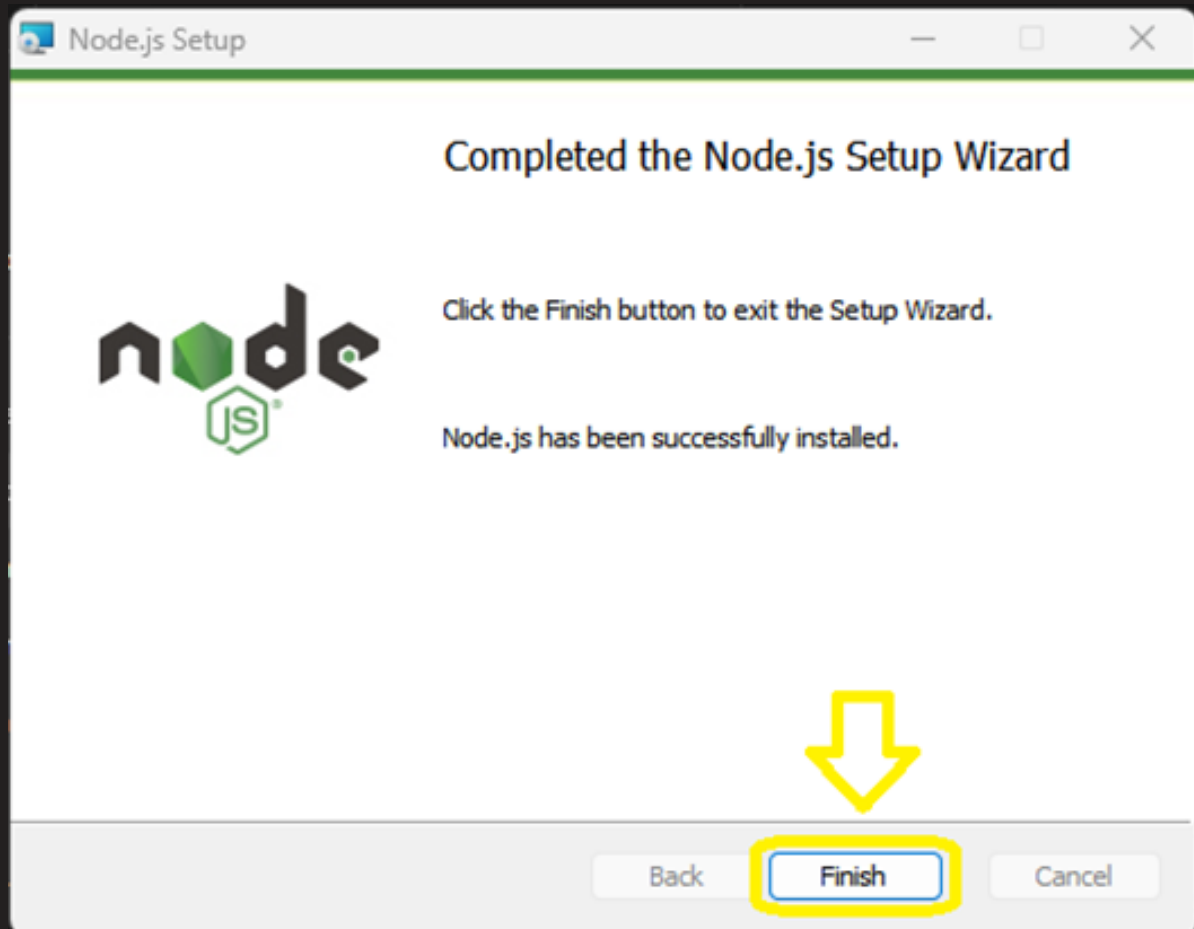 Node.js Setup
Completed the Node.js Setup Wizard
Click the Finish button to exit the Setup Wizard.
node
JS®
Node.js has been successfully installed.
Back Finish Cancel